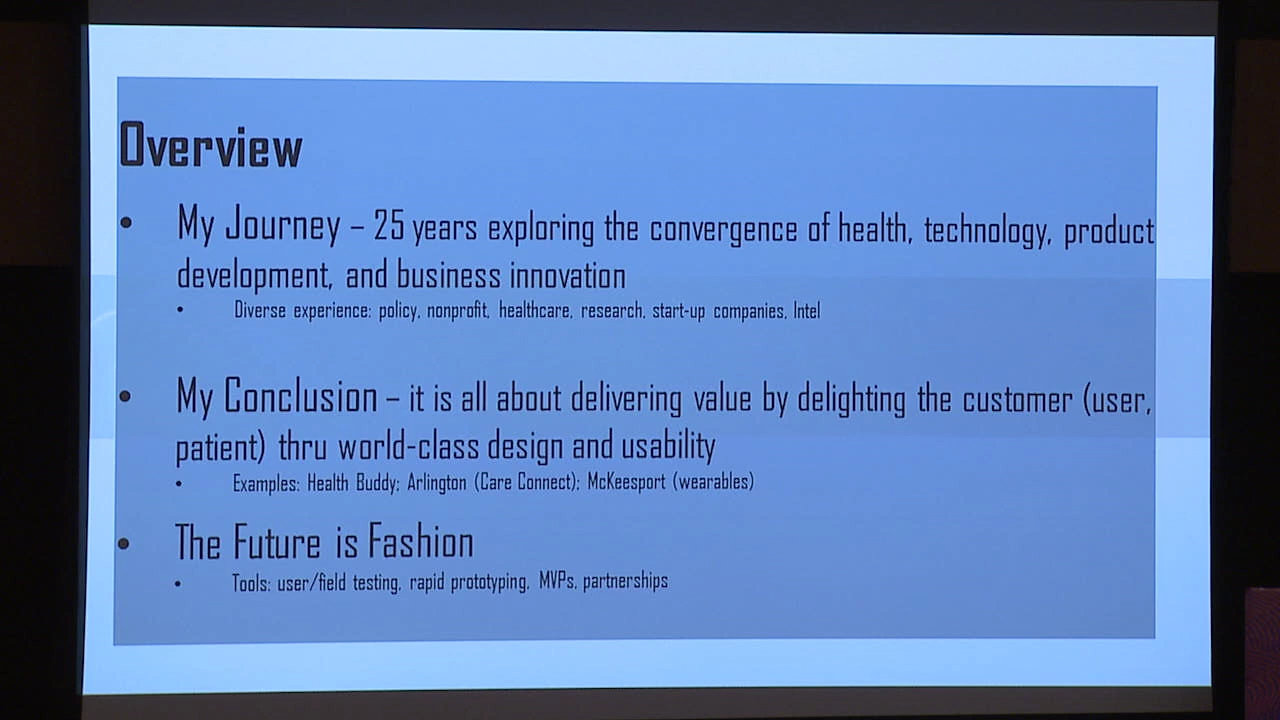 Overview
• My Journey – 25 years exploring the convergence of health, technology, product
development, and business innovation
• Diverse experience: policy, nonprofit, healthcare, research, start-up companies, Intel
• My Conclusion – it is all about delivering value by delighting the customer (user,
patient) thru world-class design and usability
• Examples: Health Buddy; Arlington (Care Connect); McKeesport (wearables)
• The Future is Fashion
• Tools: user/field testing, rapid prototyping, MVPs, partnerships